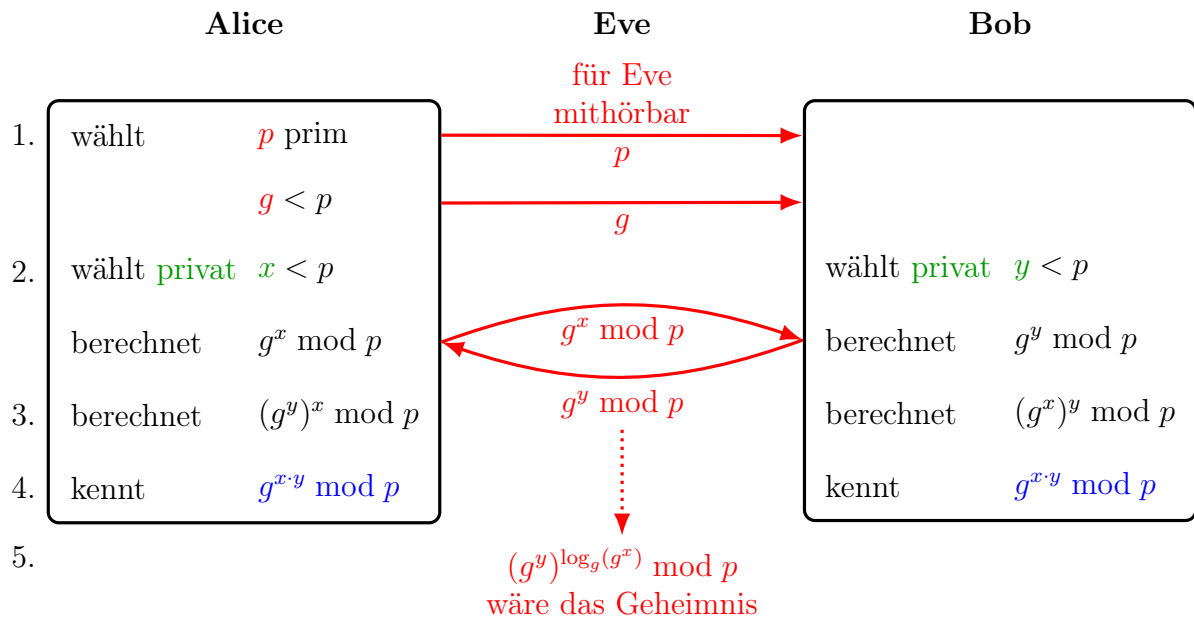 Alice Eve Bob
für Eve
mithörbar
1. wählt p prim
p
g < p
g
2. wählt privat x < p wählt privat y < p
berechnet g^x mod p g^x mod p berechnet g^y mod p
g^y mod p
3. berechnet (g^y)^x mod p berechnet (g^x)^y mod p
4. kennt g^{x·y} mod p kennt g^{x·y} mod p
5. (g^y)^{log_g(g^x)} mod p
wäre das Geheimnis